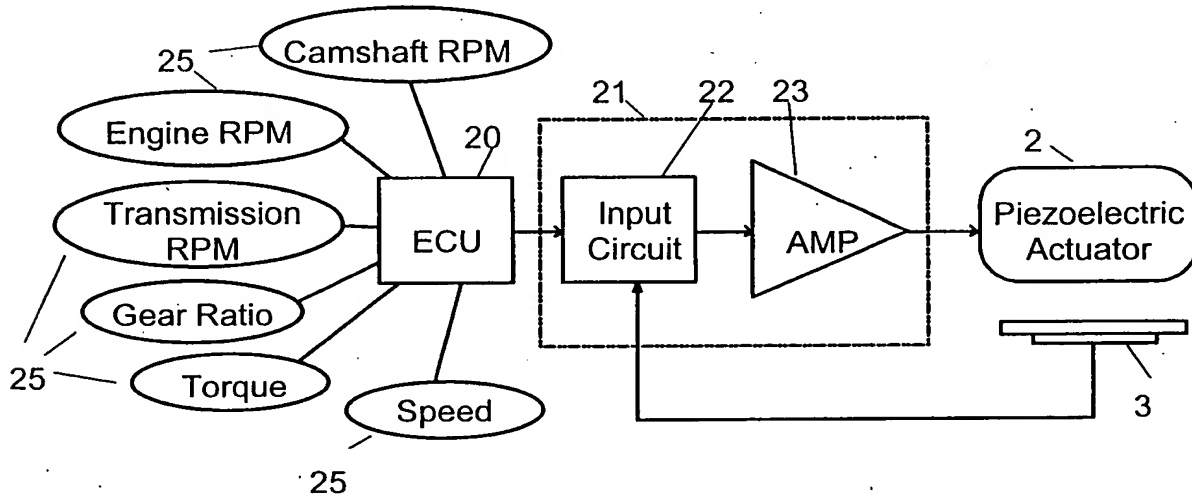 Camshaft RPM
25
25
Engine RPM
Transmission
RPM
Gear Ratio
25
Torque
Speed
25
20
ECU
21
22
23
Input
Circuit
AMP
2
Piezoelectric
Actuator
3